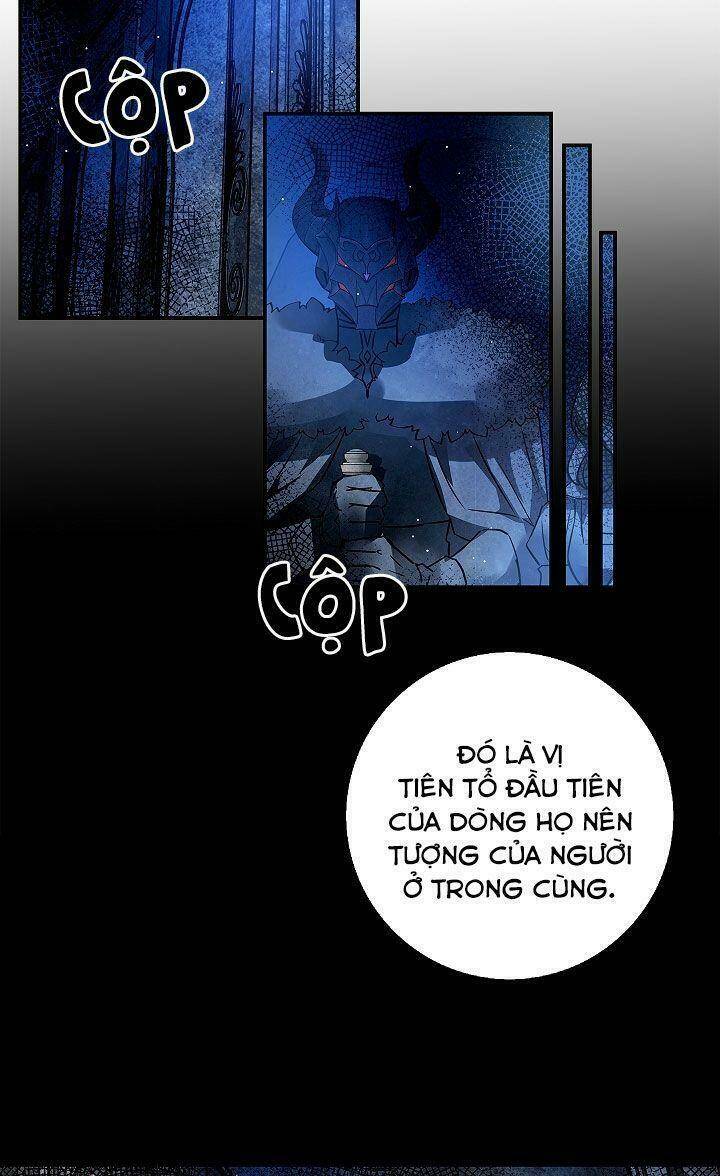 CỘP
CỘP
ĐÓ LÀ VỊ
TIÊN TỔ ĐẦU TIÊN
CỦA DÒNG HỌ NÊN
TƯỢNG CỦA NGƯỜI
Ở TRONG CÙNG.